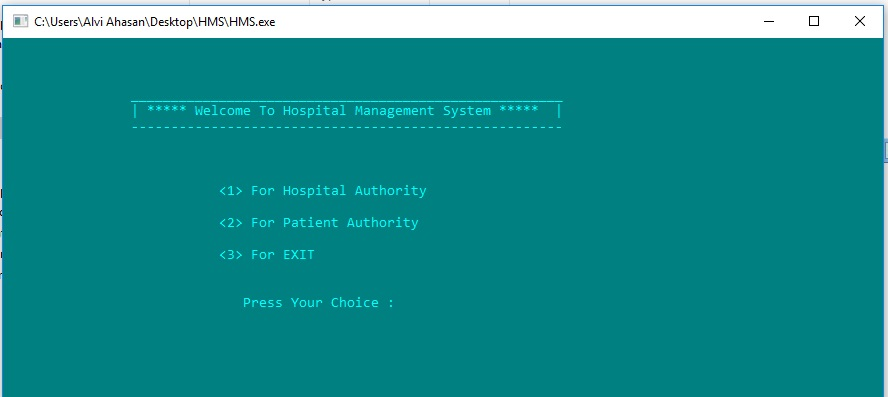 C:\Users\Alvi Ahasan\Desktop\HMS\HMS.exe
| ***** Welcome To Hospital Management System ***** |
-------------------------------------------------------
<1> For Hospital Authority
<2> For Patient Authority
<3> For EXIT
Press Your Choice :